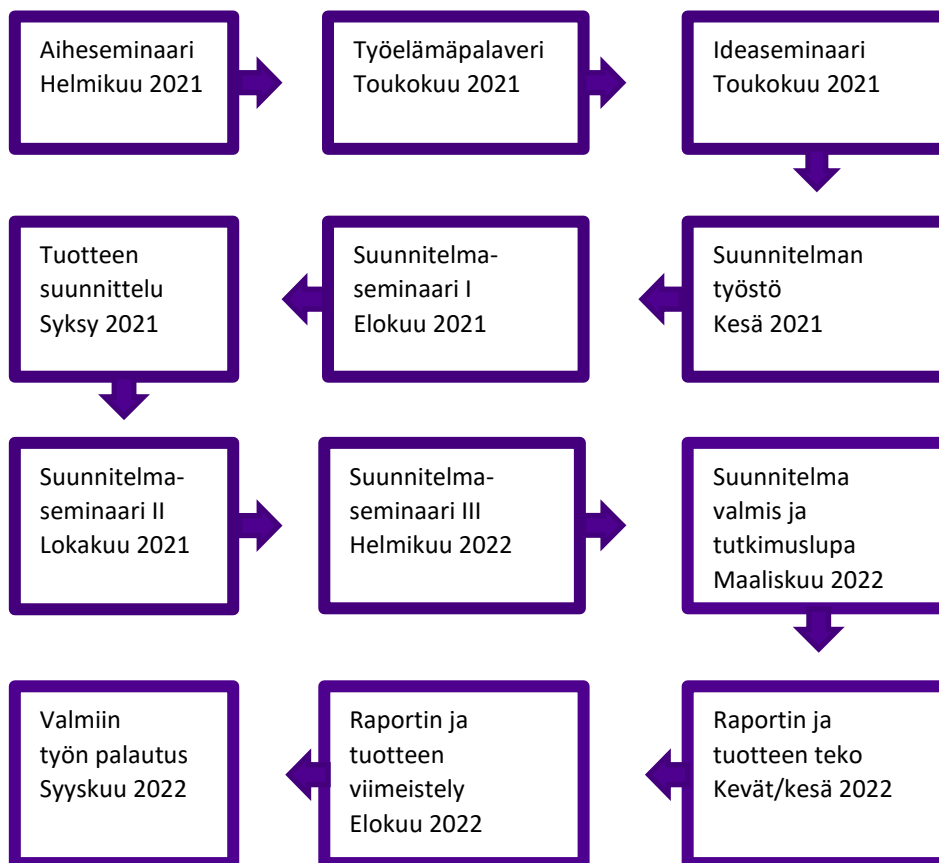 Aiheseminaari
Helmikuu 2021
Työelämäpalaveri
Toukokuu 2021
Ideaseminaari
Toukokuu 2021
Suunnitelman
työstö
Kesä 2021
Suunnitelma-
seminaari I
Elokuu 2021
Tuotteen
suunnittelu
Syksy 2021
Suunnitelma-
seminaari II
Lokakuu 2021
Suunnitelma-
seminaari III
Helmikuu 2022
Suunnitelma
valmis ja
tutkimuslupa
Maaliskuu 2022
Raportin ja
tuotteen teko
Kevät/kesä 2022
Raportin ja
tuotteen
viimeistely
Elokuu 2022
Valmiin
työn palautus
Syyskuu 2022